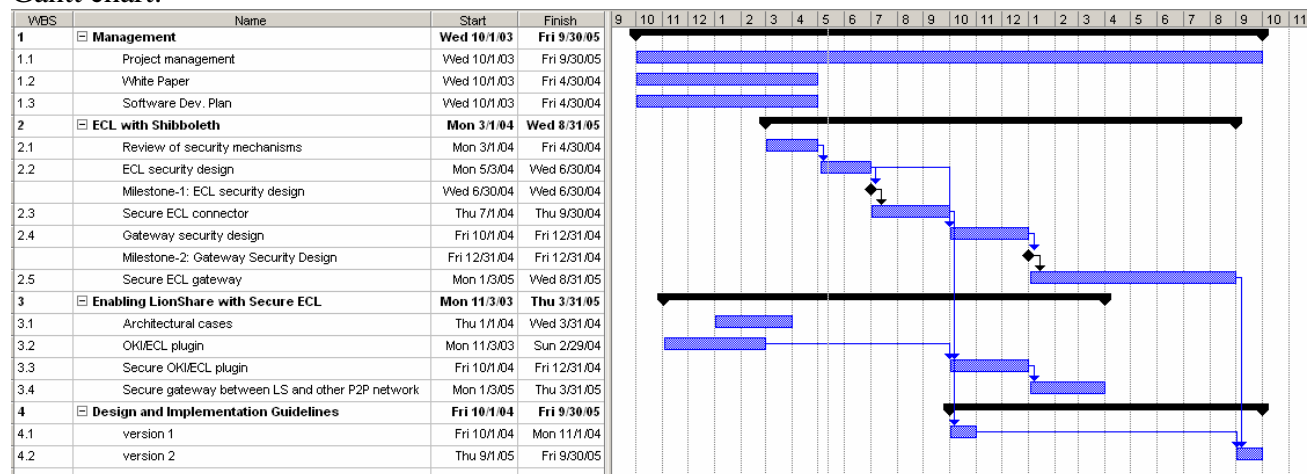 Gantt chart:
WBS Name Start Finish 9 10 11 12 1 2 3 4 5 6 7 8 9 10 11 12 1 2 3 4 5 6 7 8 9 10 11
1 Management Wed 10/1/03 Fri 9/30/05
1.1 Project management Wed 10/1/03 Fri 9/30/05
1.2 White Paper Wed 10/1/03 Fri 4/30/04
1.3 Software Dev. Plan Wed 10/1/03 Fri 4/30/04
2 ECL with Shibboleth Mon 3/1/04 Wed 8/31/05
2.1 Review of security mechanisms Mon 3/1/04 Fri 4/30/04
2.2 ECL security design Mon 5/3/04 Wed 6/30/04
Milestone-1: ECL security design Wed 6/30/04 Wed 6/30/04
2.3 Secure ECL connector Thu 7/1/04 Thu 9/30/04
2.4 Gateway security design Fri 10/1/04 Fri 12/31/04
Milestone-2: Gateway Security Design Fri 12/31/04 Fri 12/31/04
2.5 Secure ECL gateway Mon 1/3/05 Wed 8/31/05
3 Enabling LionShare with Secure ECL Mon 11/3/03 Thu 3/31/05
3.1 Architectural cases Thu 1/1/04 Wed 3/31/04
3.2 OKI/ECL plugin Mon 11/3/03 Sun 2/29/04
3.3 Secure OKI/ECL plugin Fri 10/1/04 Fri 12/31/04
3.4 Secure gateway between LS and other P2P network Mon 1/3/05 Thu 3/31/05
4 Design and Implementation Guidelines Fri 10/1/04 Fri 9/30/05
4.1 version 1 Fri 10/1/04 Mon 11/1/04
4.2 version 2 Thu 9/1/05 Fri 9/30/05